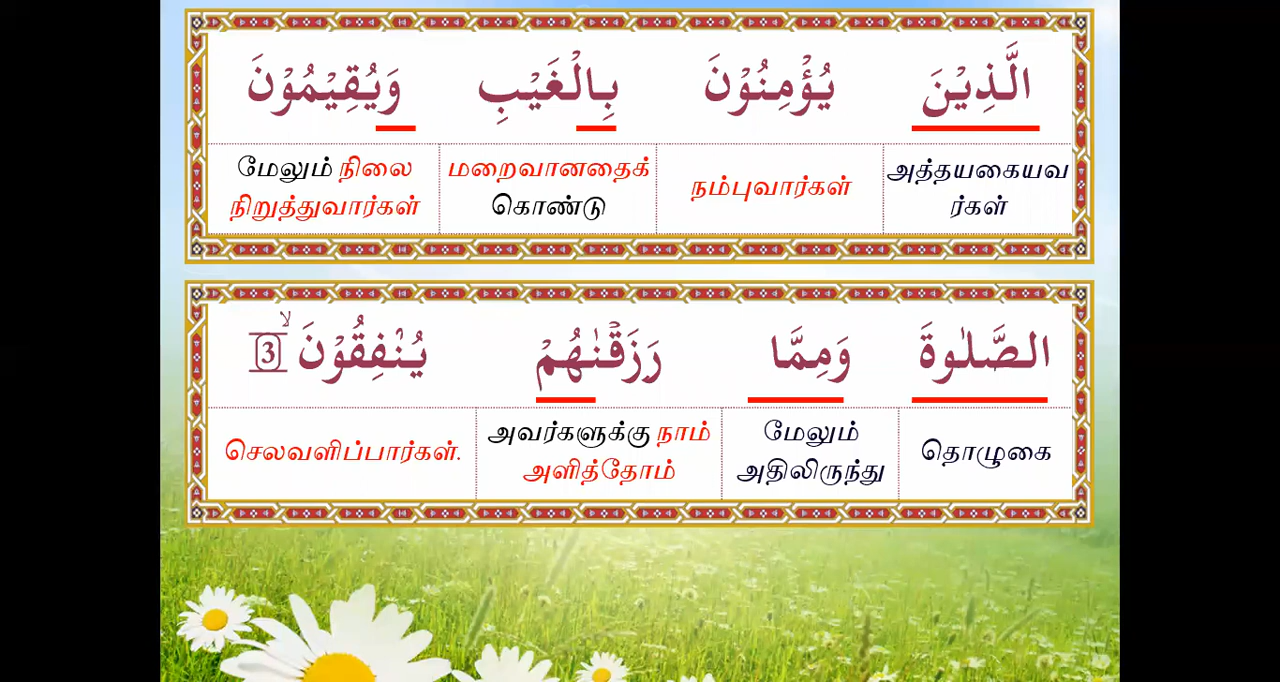 الَّذِيْنَ يُؤْمِنُوْنَ بِالْغَيْبِ وَيُقِيْمُوْنَ
அத்தயகையவ
ர்கள்
நம்புவார்கள்
மறைவானதைக்
கொண்டு
மேலும் நிலை
நிறுத்துவார்கள்
الصَّلٰوةَ وَمِمَّا رَزَقْنٰهُمْ يُنْفِقُوْنَ ۙ 3
தொழுகை
மேலும்
அதிலிருந்து
அவர்களுக்கு நாம்
அளித்தோம்
செலவளிப்பார்கள்.